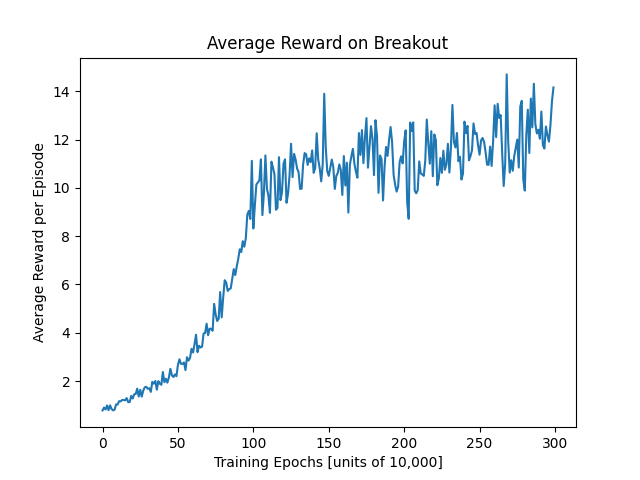 Average Reward on Breakout
Average Reward per Episode
14
12
10
8
6
4
2
0 50 100 150 200 250 300
Training Epochs [units of 10,000]